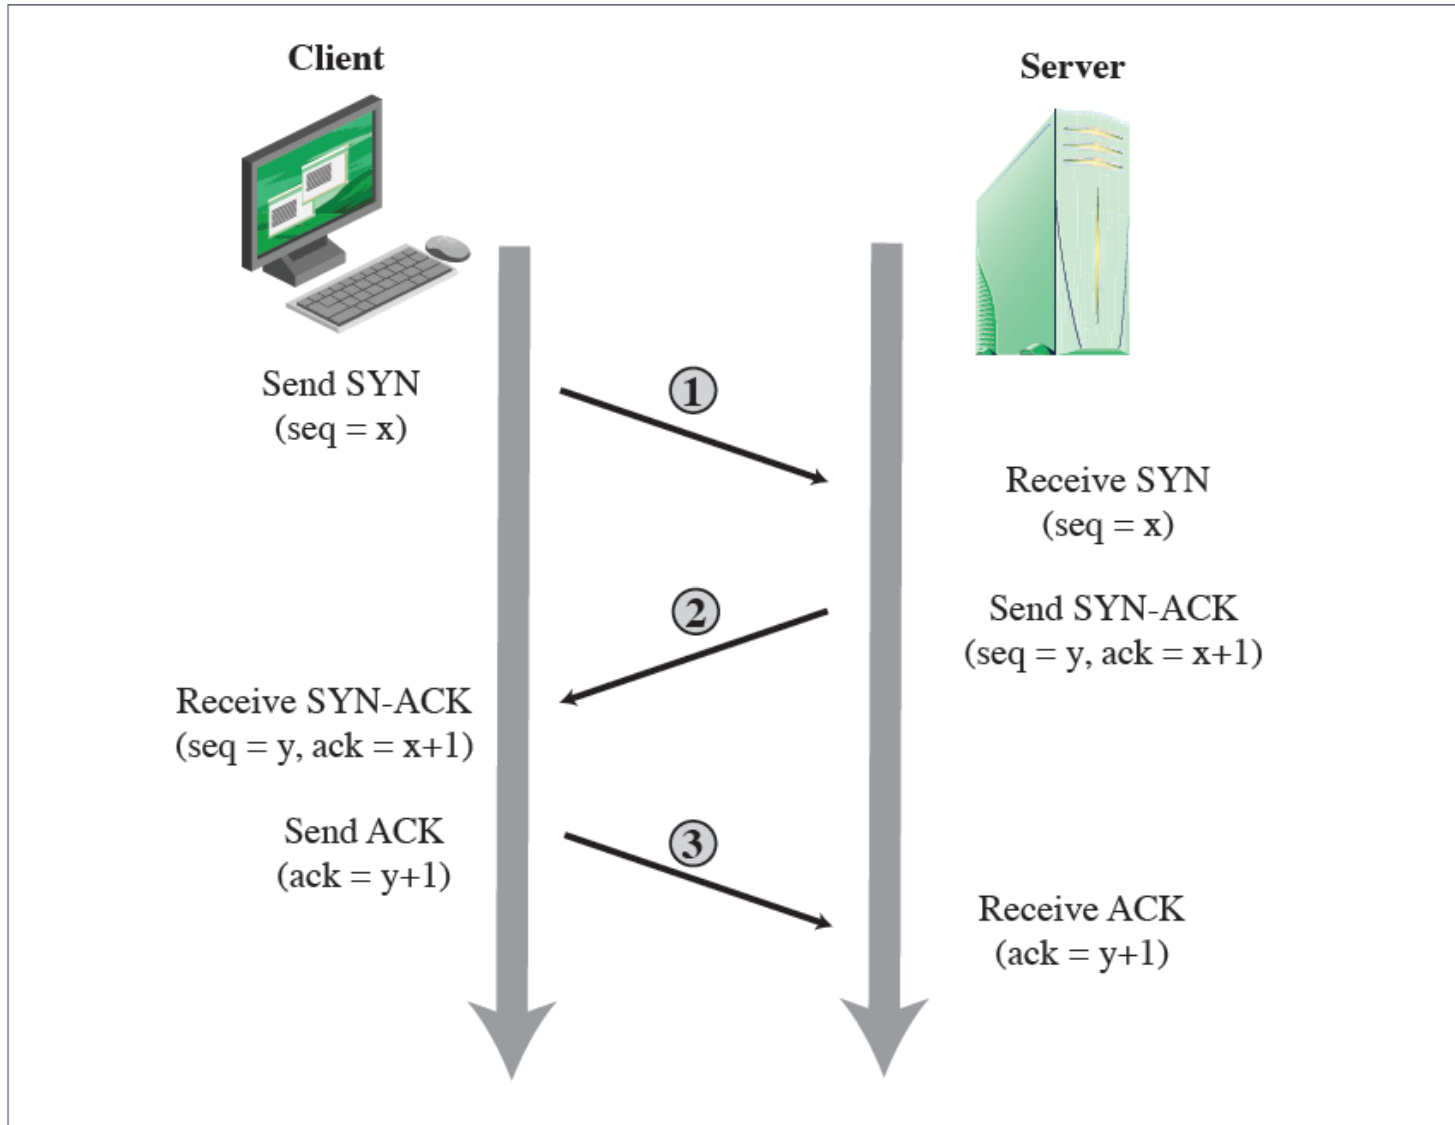 Client
Server
Send SYN
(seq = x)
1
Receive SYN
(seq = x)
2
Send SYN-ACK
(seq = y, ack = x+1)
Receive SYN-ACK
(seq = y, ack = x+1)
Send ACK
(ack = y+1)
3
Receive ACK
(ack = y+1)